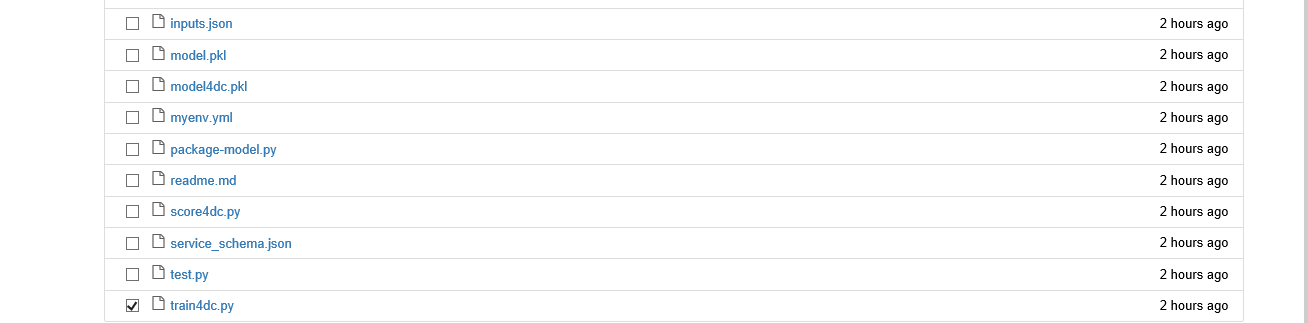 inputs.json 2 hours ago
model.pkl 2 hours ago
model4dc.pkl 2 hours ago
myenv.yml 2 hours ago
package-model.py 2 hours ago
readme.md 2 hours ago
score4dc.py 2 hours ago
service_schema.json 2 hours ago
test.py 2 hours ago
train4dc.py 2 hours ago